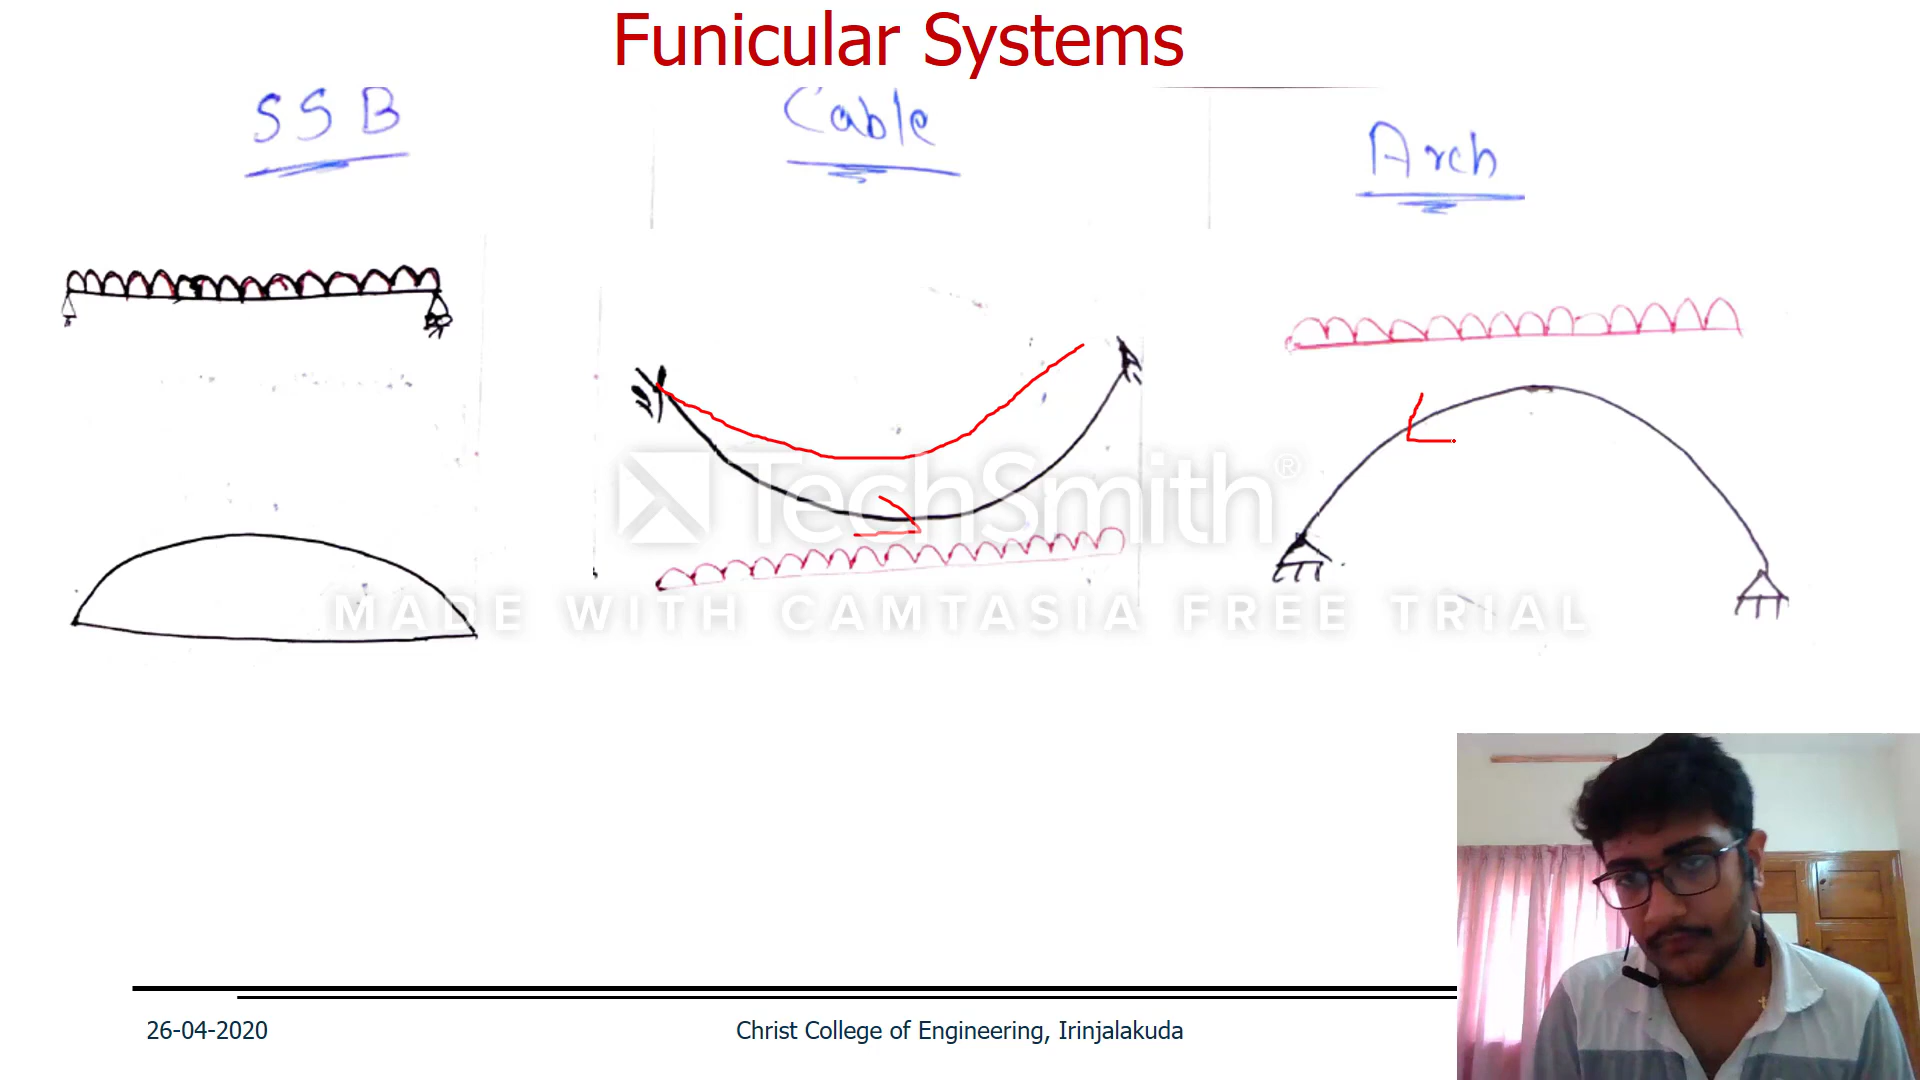 Funicular Systems
SSB
Cable
Arch
TechSmith®
MADE WITH CAMTASIA FREE TRIAL
26-04-2020
Christ College of Engineering, Irinjalakuda